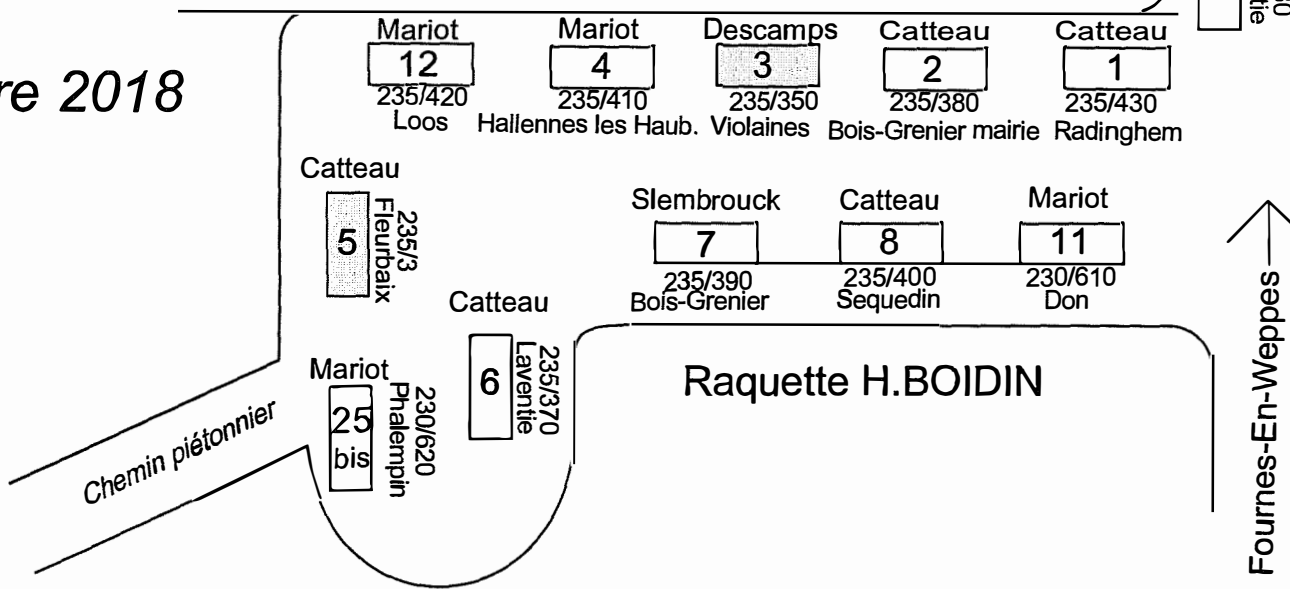 re 2018
Mariot
12
235/420
Loos
Mariot
4
235/410
Hallennes les Haub.
Descamps
3
235/350
Violaines
Catteau
2
235/380
Bois-Grenier mairie
Catteau
1
235/430
Radinghem
Catteau
5
235/3
Fleurbaix
Slembrouck
7
235/390
Bois-Grenier
Catteau
8
235/400
Sequedin
Mariot
11
230/610
Don
Catteau
6
235/370
Laventie
Mariot
25
bis
230/620
Phalempin
Raquette H.BOIDIN
Chemin piétonnier
Fournes-En-Weppes